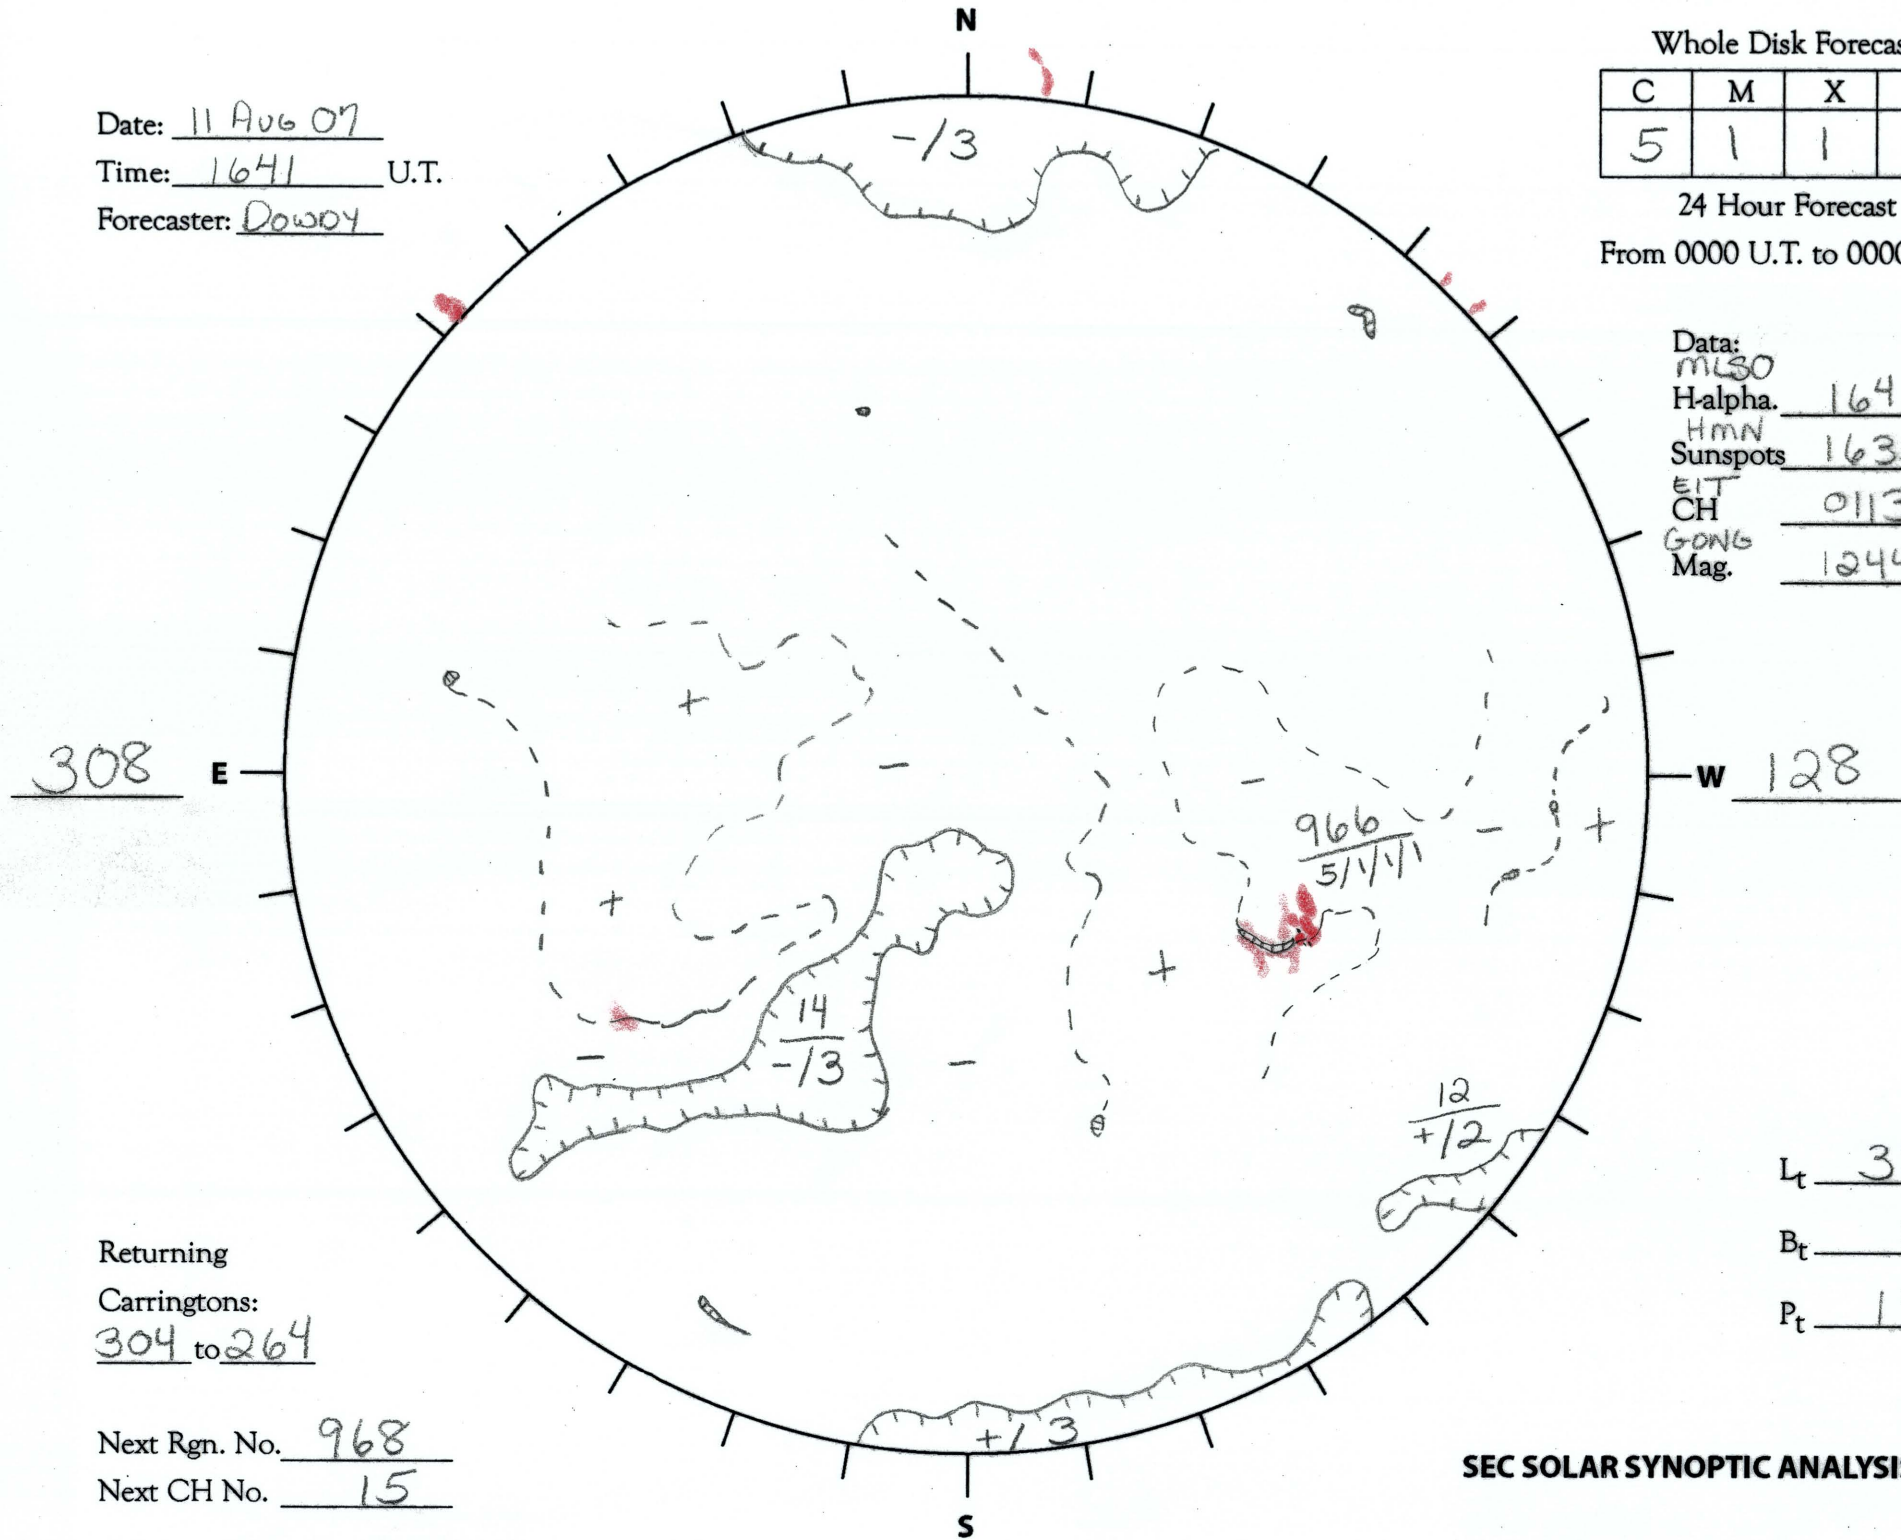 N
Whole Disk Forecas
C M X
5 1 1
24 Hour Forecast
From 0000 U.T. to 0000
Date: 11 AUG 07
Time: 1641 U.T.
Forecaster: DOWDY
-/3
Data:
MLSO
H-alpha. 164
HMN
Sunspots 163
EIT
CH 0113
GONG
Mag. 1244
308 E
W 128
+
-
-
966
5/1/1/1
-
+
+
+
14
-/3
-
-
12
+/2
Lt 3
Bt
Pt 1
Returning
Carringtons:
304 to 264
Next Rgn. No. 968
Next CH No. 15
+/3
SEC SOLAR SYNOPTIC ANALYSI
S